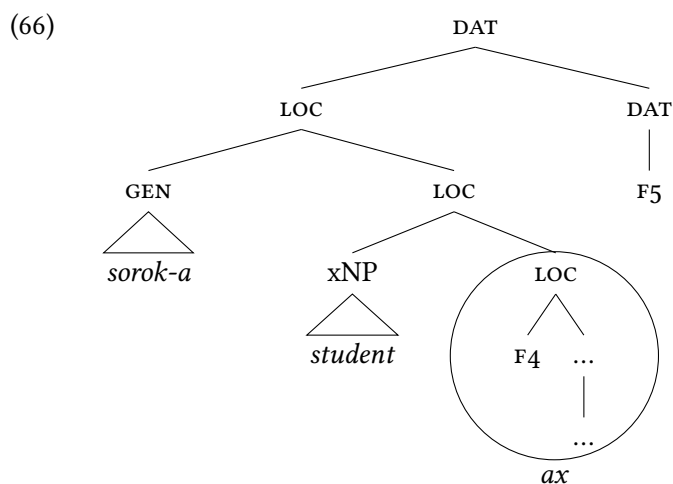 (66)
DAT
LOC DAT
GEN LOC F5
sorok-a xNP LOC
student F4 ...
...
ax